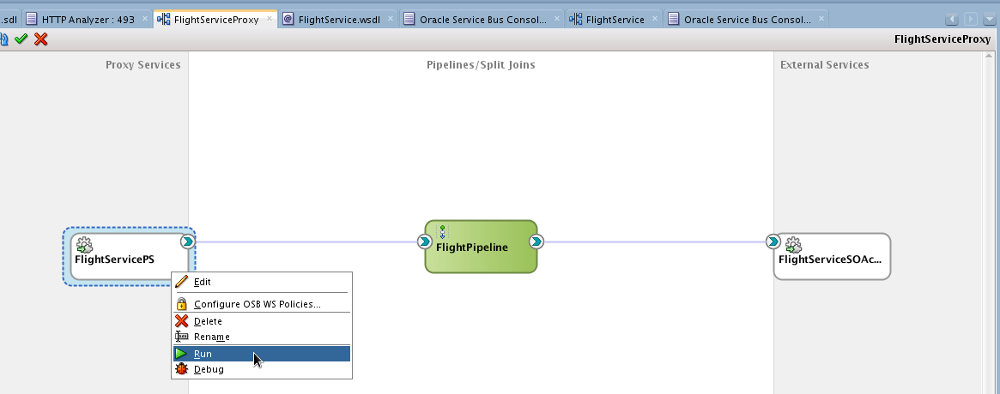 .sdl
HTTP Analyzer : 493
FlightServiceProxy
FlightService.wsdl
Oracle Service Bus Consol...
FlightService
Oracle Service Bus Consol...
FlightServiceProxy
Proxy Services
Pipelines/Split Joins
External Services
FlightServicePS
FlightPipeline
FlightServiceSOAc...
Edit
Configure OSB WS Policies...
Delete
Rename
Run
Debug